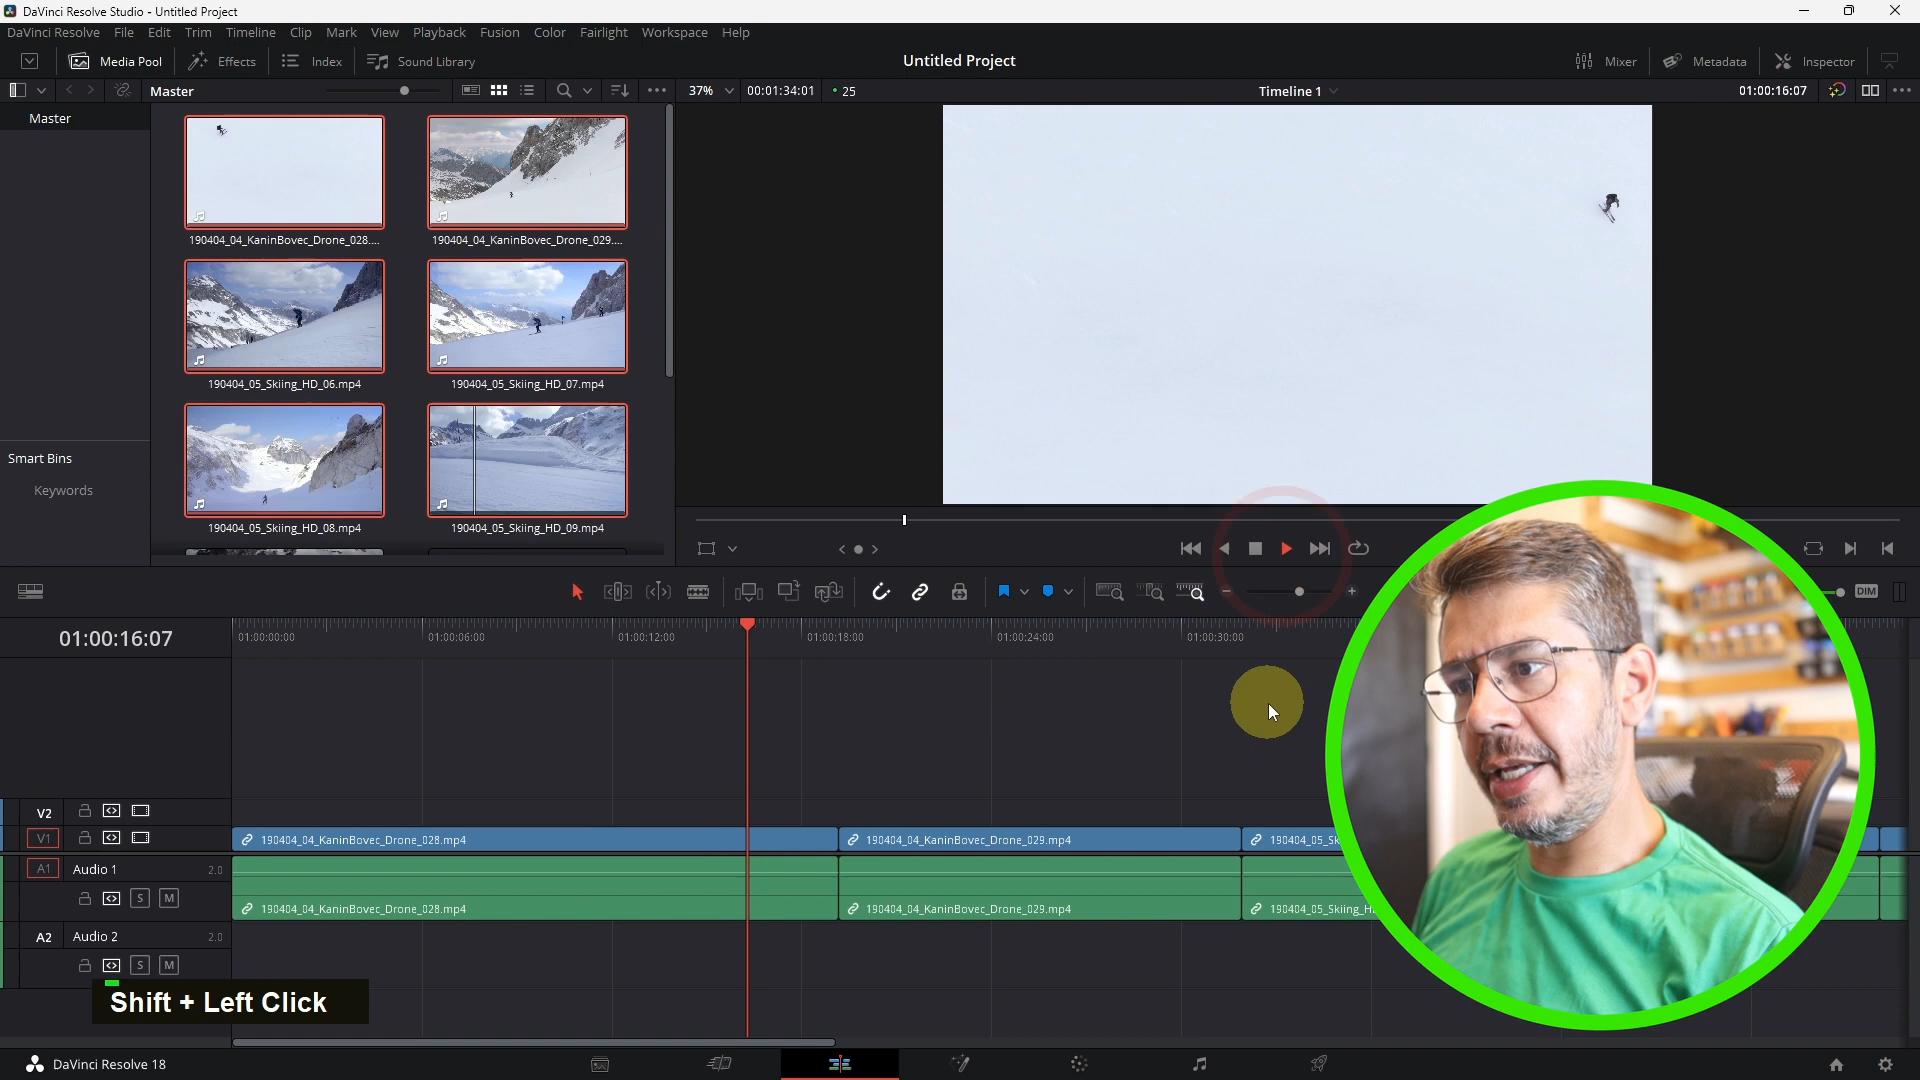 DaVinci Resolve Studio - Untitled Project
DaVinci Resolve File Edit Trim Timeline Clip Mark View Playback Fusion Color Fairlight Workspace Help
Media Pool Effects Index Sound Library Untitled Project Mixer Metadata Inspector
Master 37% 00:01:34:01 25 Timeline 1 01:00:16:07
Master
190404_04_KaninBovec_Drone_028.... 190404_04_KaninBovec_Drone_029....
190404_05_Skiing_HD_06.mp4 190404_05_Skiing_HD_07.mp4
Smart Bins
Keywords
190404_05_Skiing_HD_08.mp4 190404_05_Skiing_HD_09.mp4
DIM
01:00:16:07 01:00:00:00 01:00:06:00 01:00:12:00 01:00:18:00 01:00:24:00 01:00:30:00
V2
V1 190404_04_KaninBovec_Drone_028.mp4 190404_04_KaninBovec_Drone_029.mp4 190404_05_Sk
A1 Audio 1 2.0
S M 190404_04_KaninBovec_Drone_028.mp4 190404_04_KaninBovec_Drone_029.mp4 190404_05_Skiing_H
A2 Audio 2 2.0
S M
Shift + Left Click
DaVinci Resolve 18